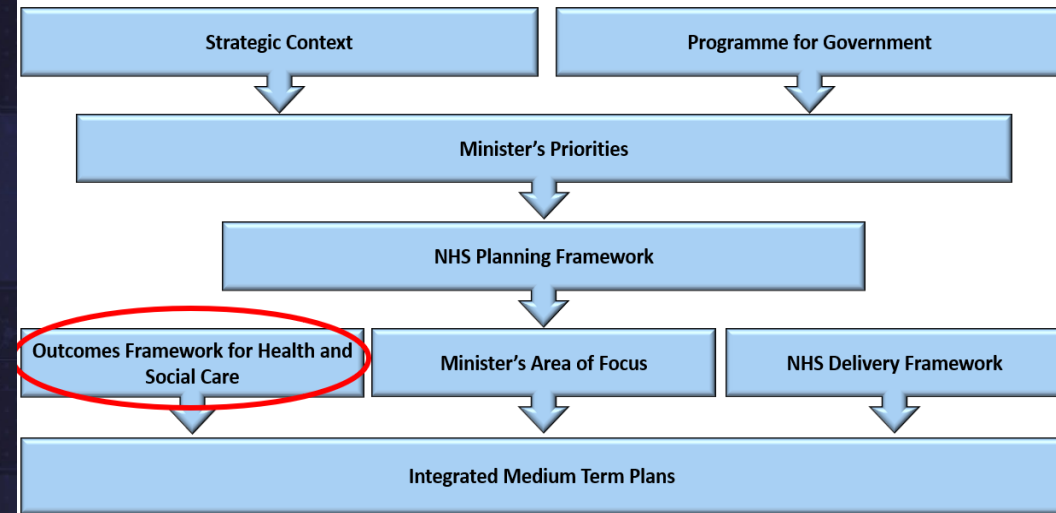 Strategic Context
Programme for Government
Minister's Priorities
NHS Planning Framework
Outcomes Framework for Health and
Social Care
Minister's Area of Focus
NHS Delivery Framework
Integrated Medium Term Plans